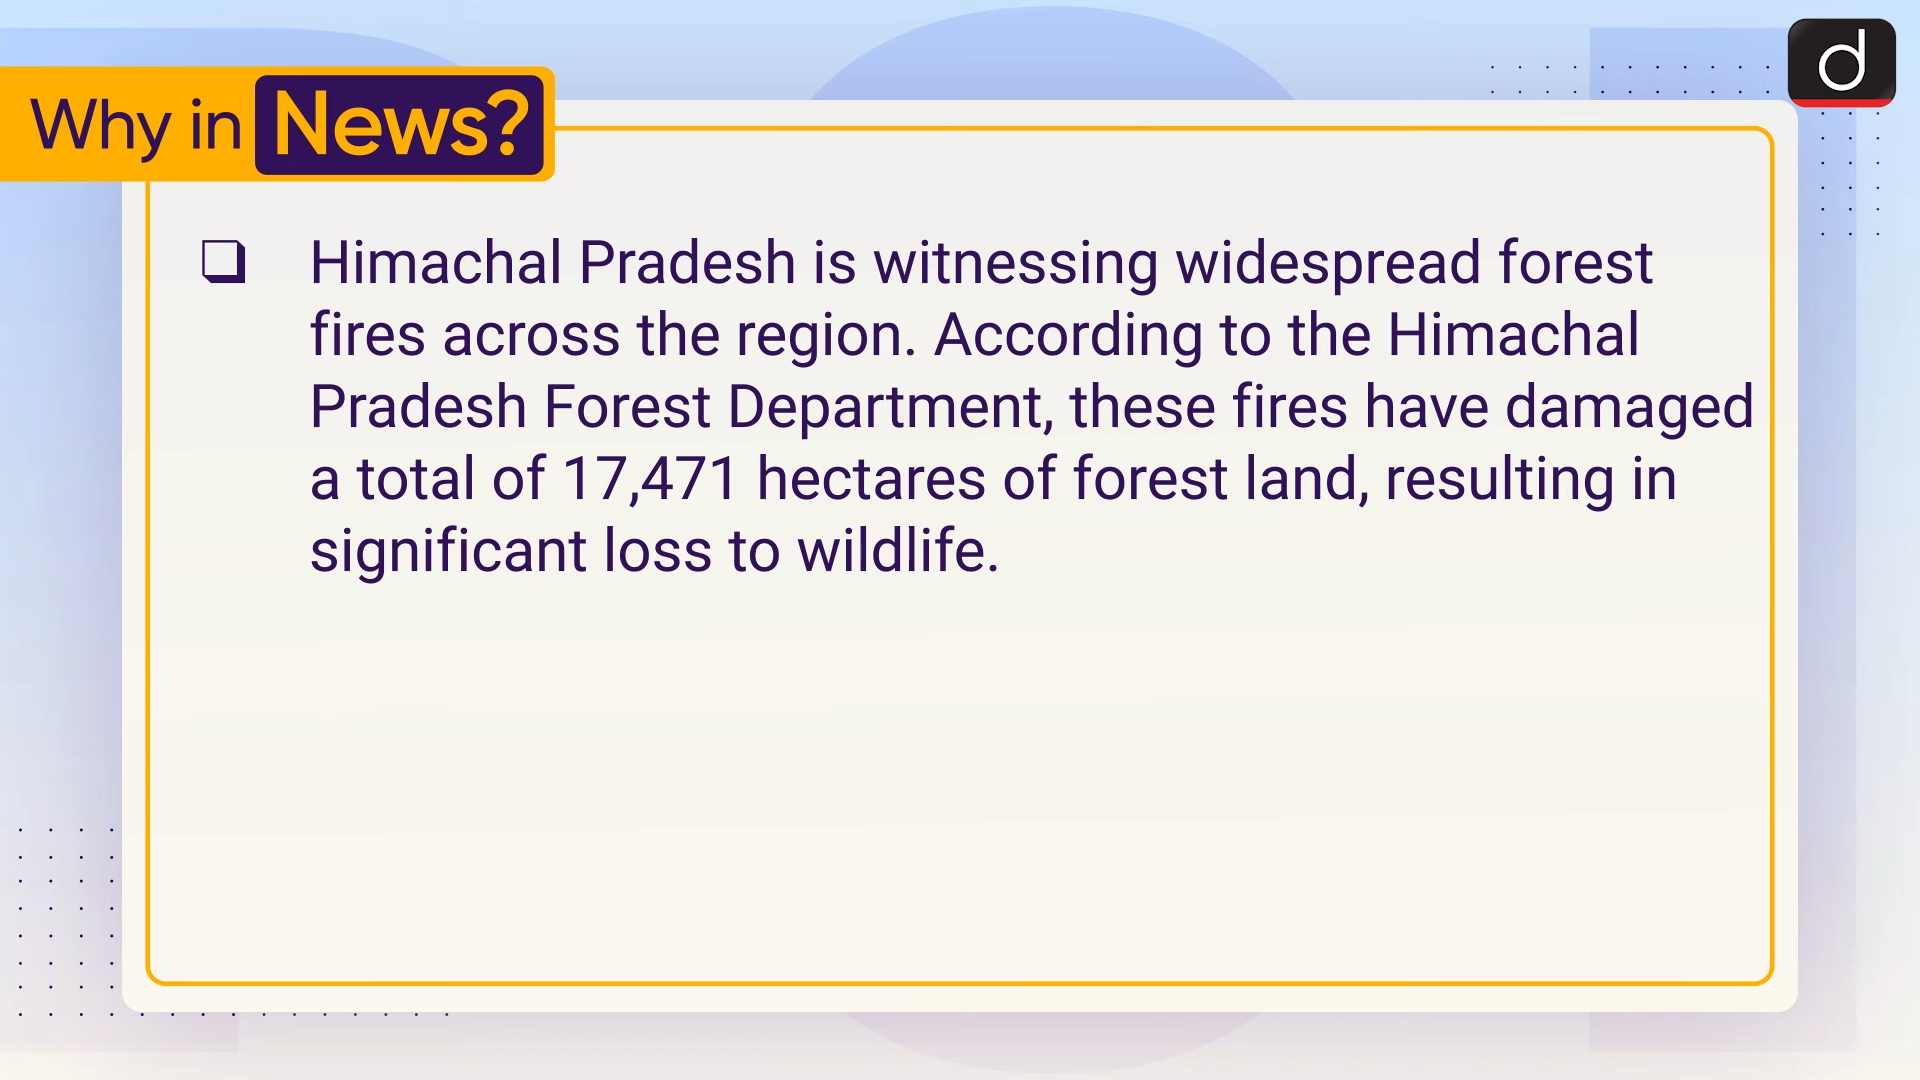 Why in News?
❑ Himachal Pradesh is witnessing widespread forest
fires across the region. According to the Himachal
Pradesh Forest Department, these fires have damaged
a total of 17,471 hectares of forest land, resulting in
significant loss to wildlife.
d